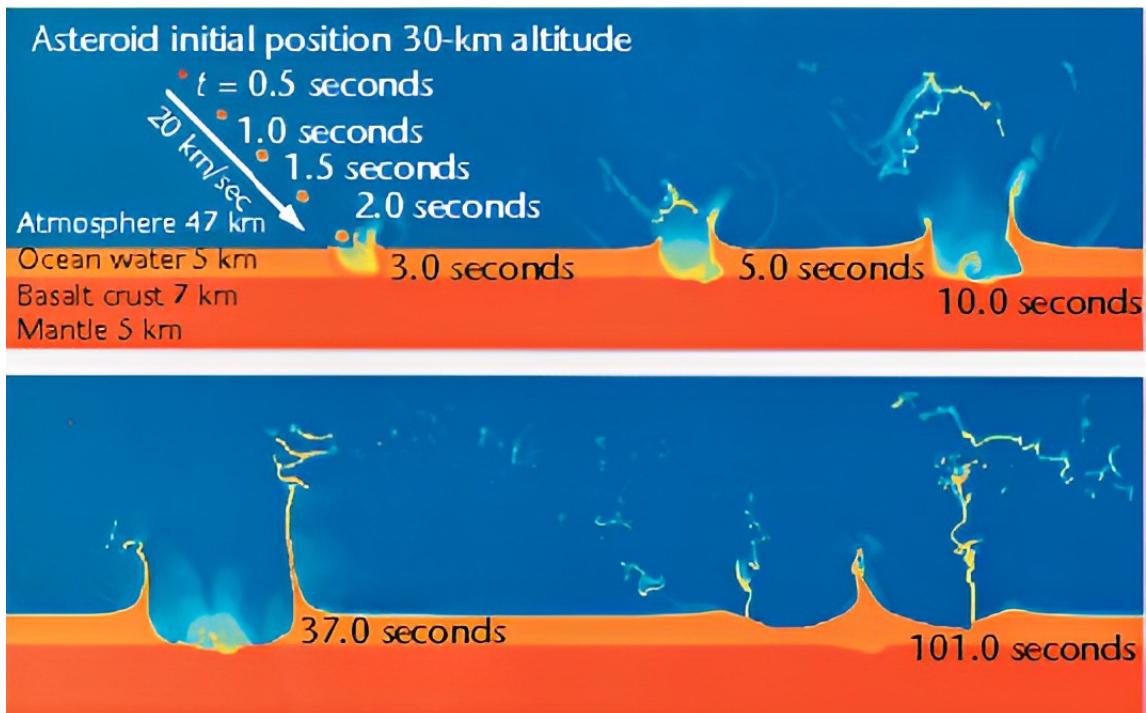 Asteroid initial position 30-km altitude
t = 0.5 seconds
1.0 seconds
1.5 seconds
2.0 seconds
20 km/sec
Atmosphere 47 km
Ocean water 5 km
Basalt crust 7 km
Mantle 5 km
3.0 seconds
5.0 seconds
10.0 seconds
37.0 seconds
101.0 seconds